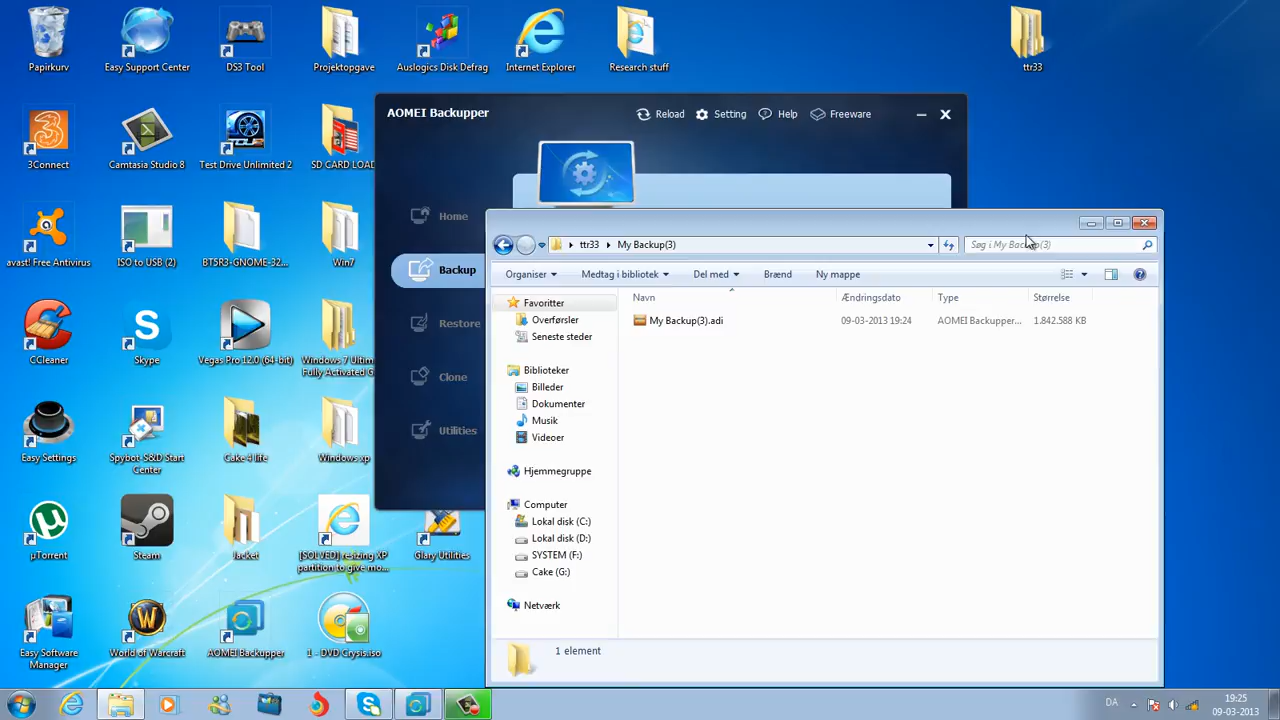 Papirkurv
Easy Support Center
DS3 Tool
Projektopgave
Auslogics Disk Defrag
Internet Explorer
Research stuff
ttr33
3Connect
Camtasia Studio 8
Test Drive Unlimited 2
SD CARD LOAD
avast! Free Antivirus
ISO to USB (2)
BT5R3-GNOME-32...
Win7
CCleaner
Skype
Vegas Pro 12.0 (64-bit)
Windows 7 Ultim
Fully Activated G
Easy Settings
Spybot-S&D Start
Center
Cake 4 life
Windows xp
µTorrent
Steam
Jacket
[SOLVED] resizing XP
partition to give mo...
Glary Utilities
Easy Software
Manager
World of Warcraft
AOMEI Backupper
1 - DVD Crysis.iso
AOMEI Backupper
Reload
Setting
Help
Freeware
Home
Backup
Restore
Clone
Utilities
ttr33
My Backup(3)
Søg i My Backup(3)
Organiser
Medtag i bibliotek
Del med
Brænd
Ny mappe
Navn
Ændringsdato
Type
Størrelse
My Backup(3).adi
09-03-2013 19:24
AOMEI Backupper...
1.842.588 KB
Favoritter
Overførsler
Seneste steder
Biblioteker
Billeder
Dokumenter
Musik
Videoer
Hjemmegruppe
Computer
Lokal disk (C:)
Lokal disk (D:)
SYSTEM (F:)
Cake (G:)
Netværk
1 element
DA
19:25
09-03-2013